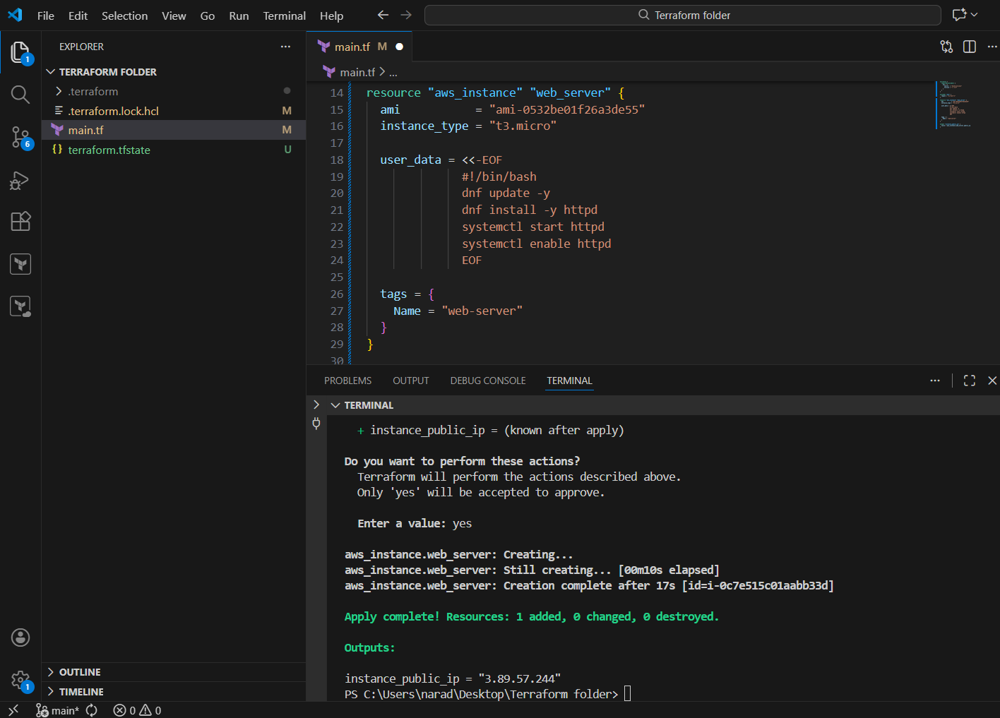 File Edit Selection View Go Run Terminal Help
Terraform folder
EXPLORER
TERRAFORM FOLDER
.terraform
.terraform.lock.hcl M
main.tf M
terraform.tfstate U
1
6
1
OUTLINE
TIMELINE
main.tf M
main.tf > ...
14 resource "aws_instance" "web_server" {
15 ami = "ami-0532be01f26a3de55"
16 instance_type = "t3.micro"
17
18 user_data = <<-EOF
19 #!/bin/bash
20 dnf update -y
21 dnf install -y httpd
22 systemctl start httpd
23 systemctl enable httpd
24 EOF
25
26 tags = {
27 Name = "web-server"
28 }
29 }
30
PROBLEMS OUTPUT DEBUG CONSOLE TERMINAL
TERMINAL
+ instance_public_ip = (known after apply)
Do you want to perform these actions?
Terraform will perform the actions described above.
Only 'yes' will be accepted to approve.
Enter a value: yes
aws_instance.web_server: Creating...
aws_instance.web_server: Still creating... [00m10s elapsed]
aws_instance.web_server: Creation complete after 17s [id=i-0c7e515c01aabb33d]
Apply complete! Resources: 1 added, 0 changed, 0 destroyed.
Outputs:
instance_public_ip = "3.89.57.244"
PS C:\Users\narad\Desktop\Terraform folder>
main* 0 0